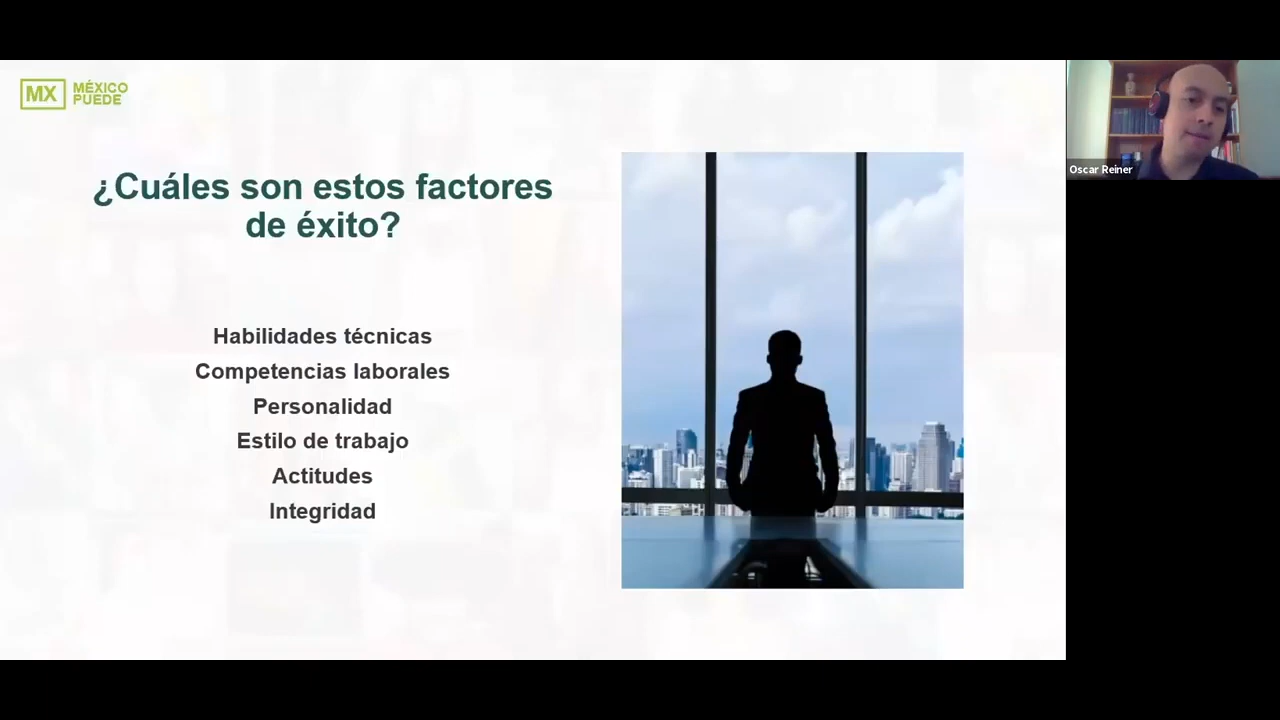 MX MÉXICO
PUEDE
Oscar Reiner
¿Cuáles son estos factores
de éxito?
Habilidades técnicas
Competencias laborales
Personalidad
Estilo de trabajo
Actitudes
Integridad